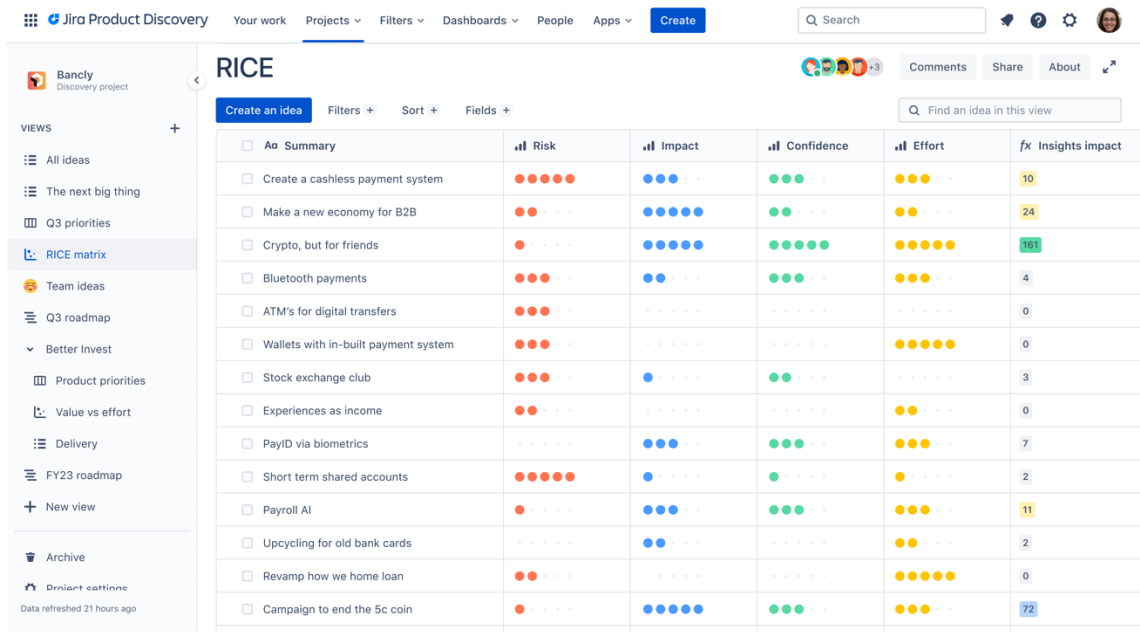 Jira Product Discovery Your work Projects Filters Dashboards People Apps Create Search
Bancly
Discovery project
VIEWS
All ideas
The next big thing
Q3 priorities
RICE matrix
Team ideas
Q3 roadmap
Better Invest
Product priorities
Value vs effort
Delivery
FY23 roadmap
New view
Archive
Project settings
Data refreshed 21 hours ago
RICE +3 Comments Share About
Create an idea Filters + Sort + Fields + Find an idea in this view
Aa Summary Risk Impact Confidence Effort fx Insights impact
Create a cashless payment system 10
Make a new economy for B2B 24
Crypto, but for friends 161
Bluetooth payments 4
ATM's for digital transfers 0
Wallets with in-built payment system 0
Stock exchange club 3
Experiences as income 0
PayID via biometrics 7
Short term shared accounts 2
Payroll AI 11
Upcycling for old bank cards 2
Revamp how we home loan 0
Campaign to end the 5c coin 72